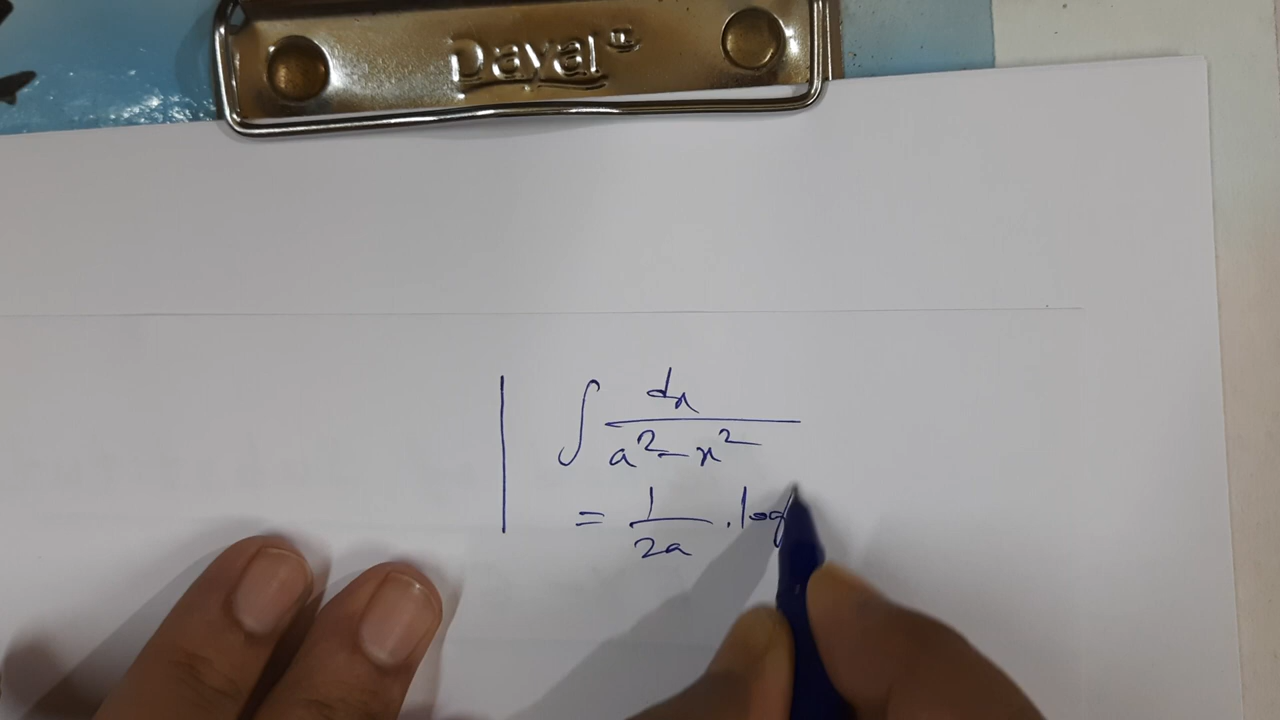 Dayal
∫ dx / a² - x²
= 1 / 2a . log